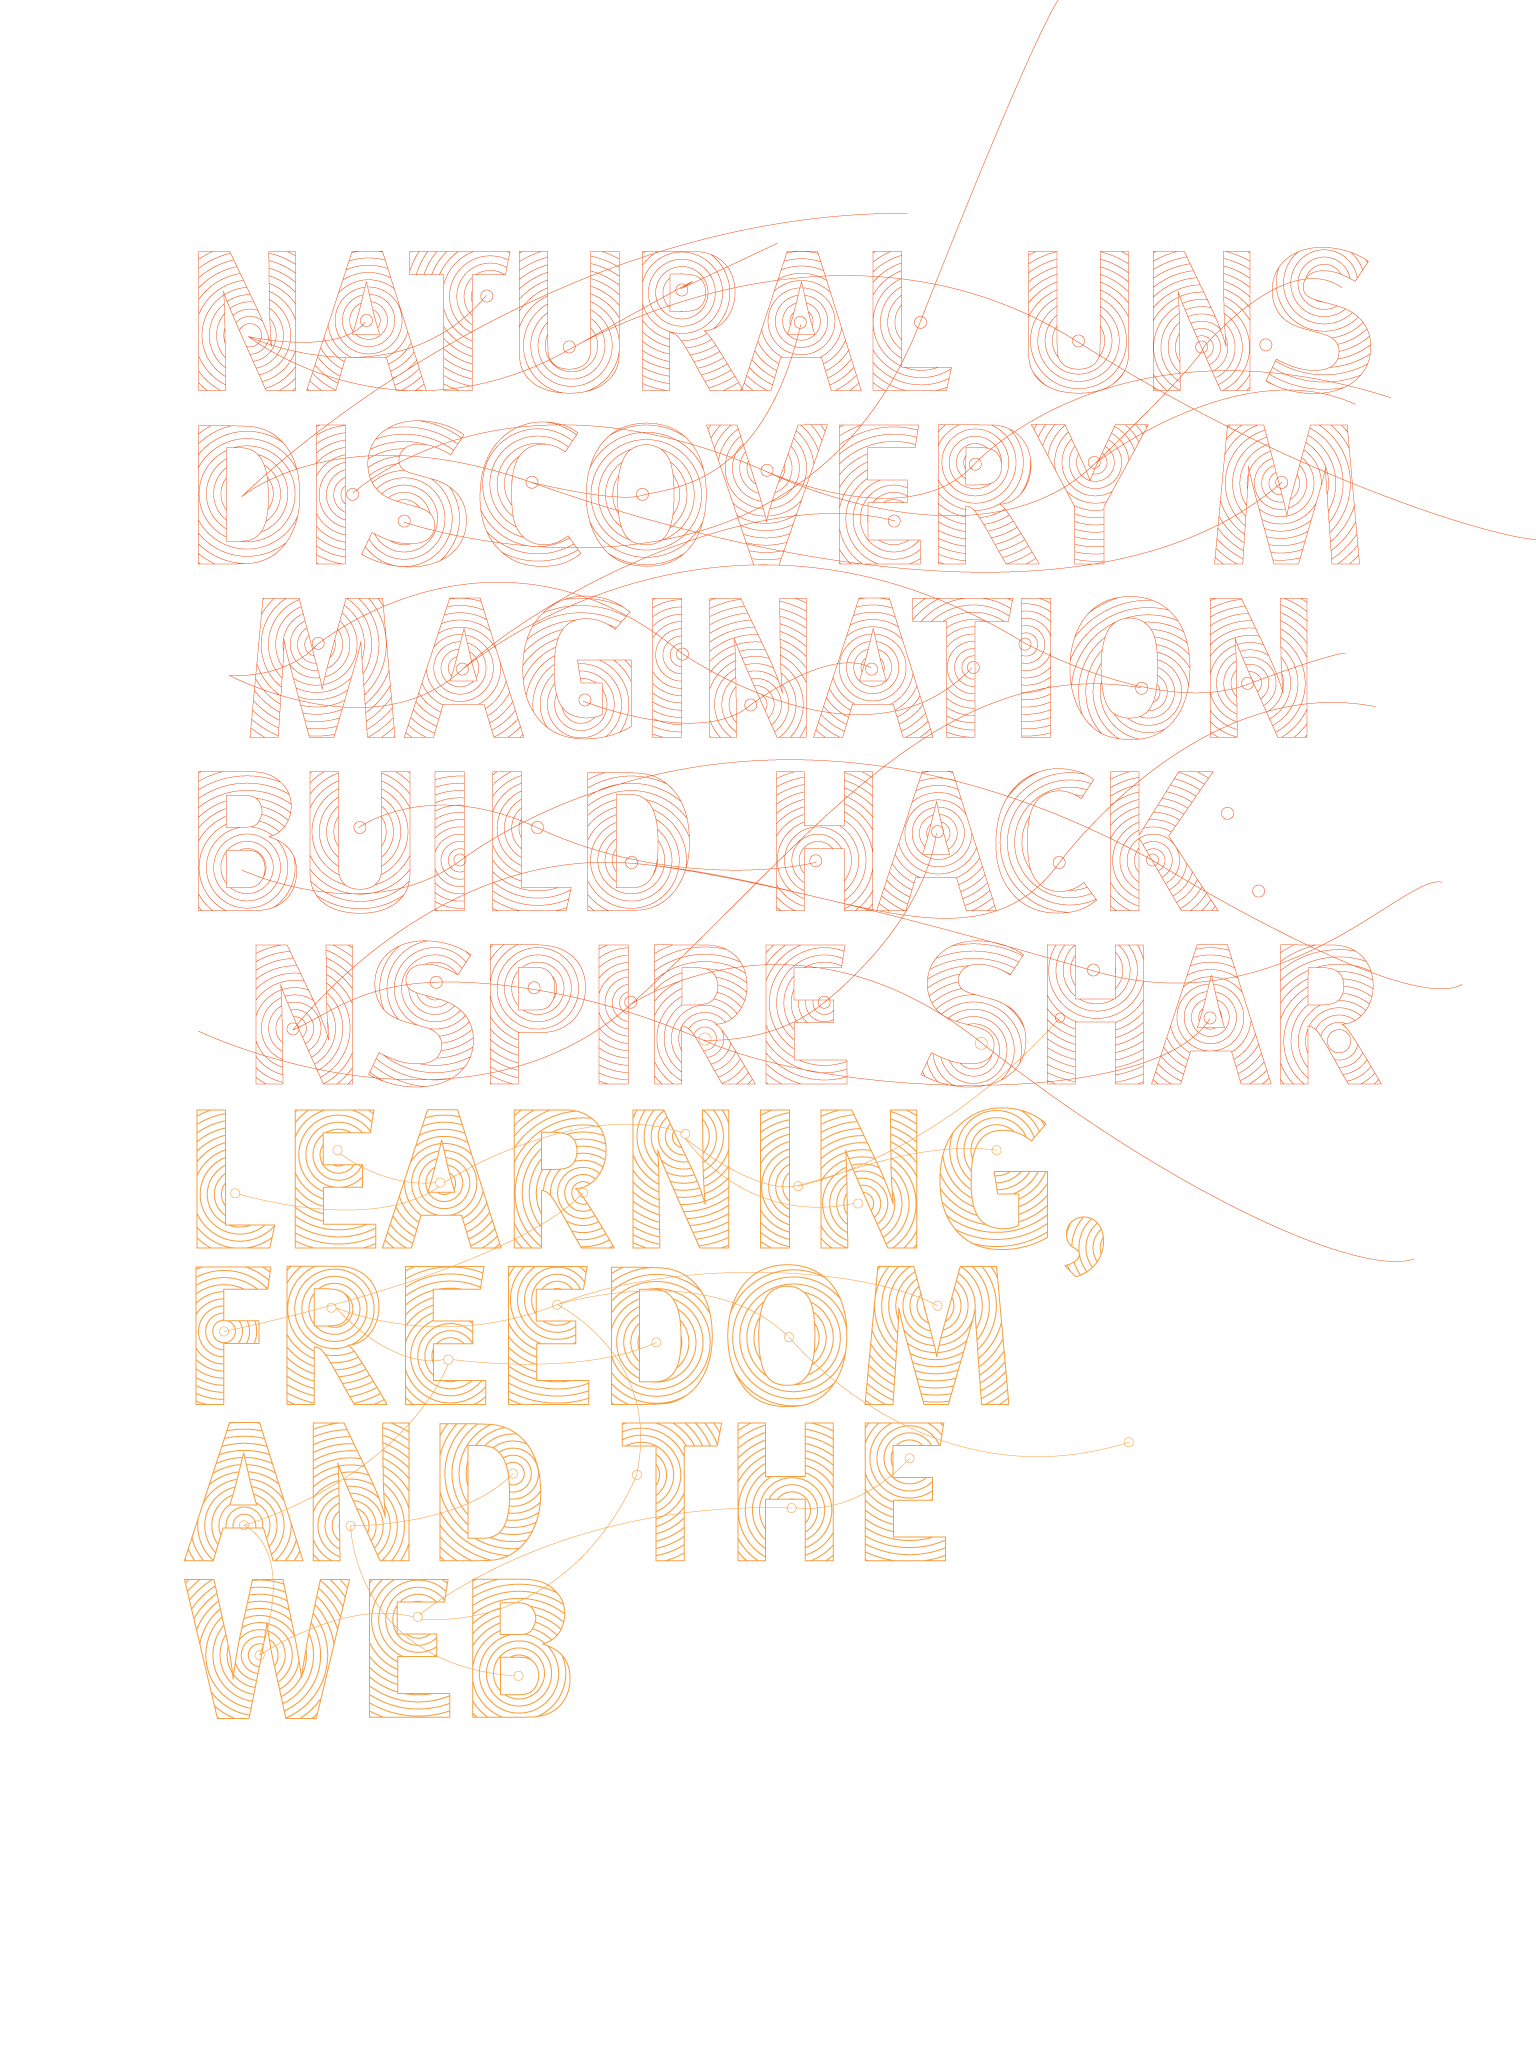 NATURAL UNS
DISCOVERY M
MAGINATION
BUILD HACK
NSPIRE SHAR
LEARNING,
FREEDOM
AND THE
WEB